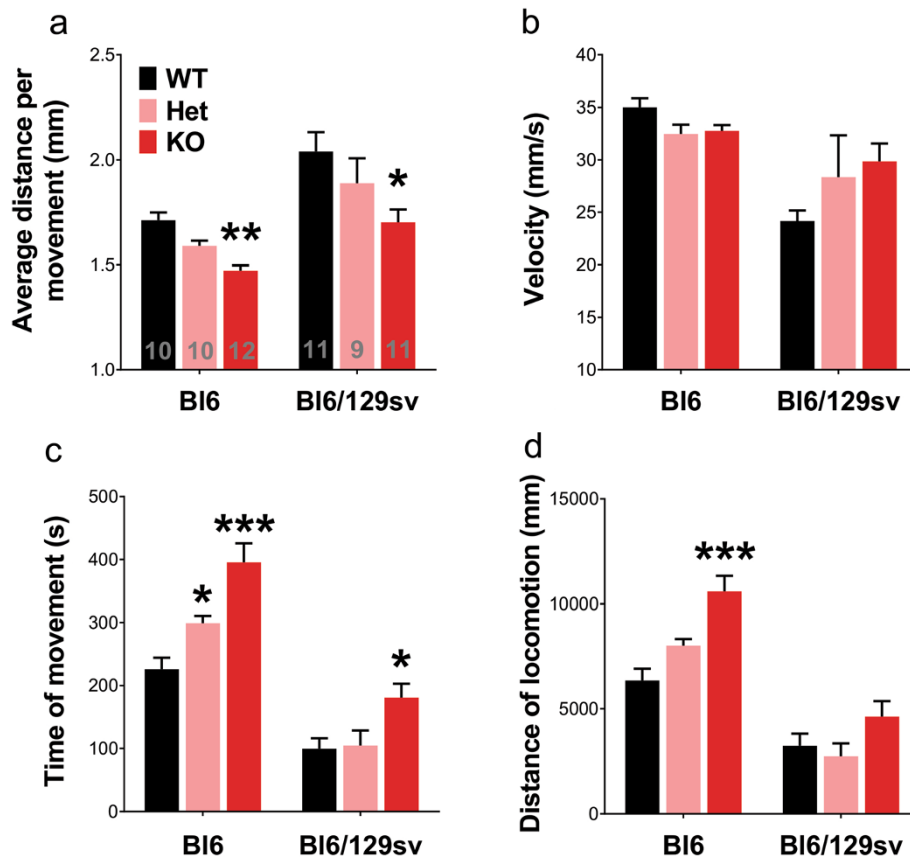 a
Average distance per
movement (mm)
2.5
2.0
1.5
1.0
WT
Het
KO
**
*
10 10 12 11 9 11
Bl6 Bl6/129sv
b
Velocity (mm/s)
40
35
30
25
20
15
10
Bl6 Bl6/129sv
c
Time of movement (s)
500
400
300
200
100
0
*
***
*
Bl6 Bl6/129sv
d
Distance of locomotion (mm)
15000
10000
5000
0
***
Bl6 Bl6/129sv